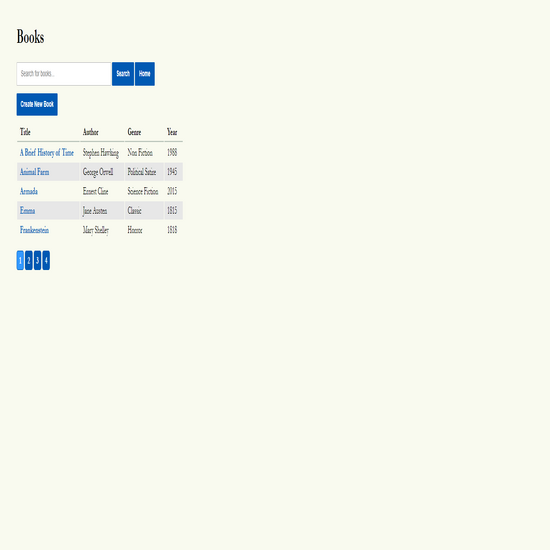 Books
Search for books... Search Home
Create New Book
Title Author Genre Year
A Brief History of Time Stephen Hawking Non Fiction 1988
Animal Farm George Orwell Political Satire 1945
Armada Ernest Cline Science Fiction 2015
Emma Jane Austen Classic 1815
Frankenstein Mary Shelley Horror 1818
1 2 3 4